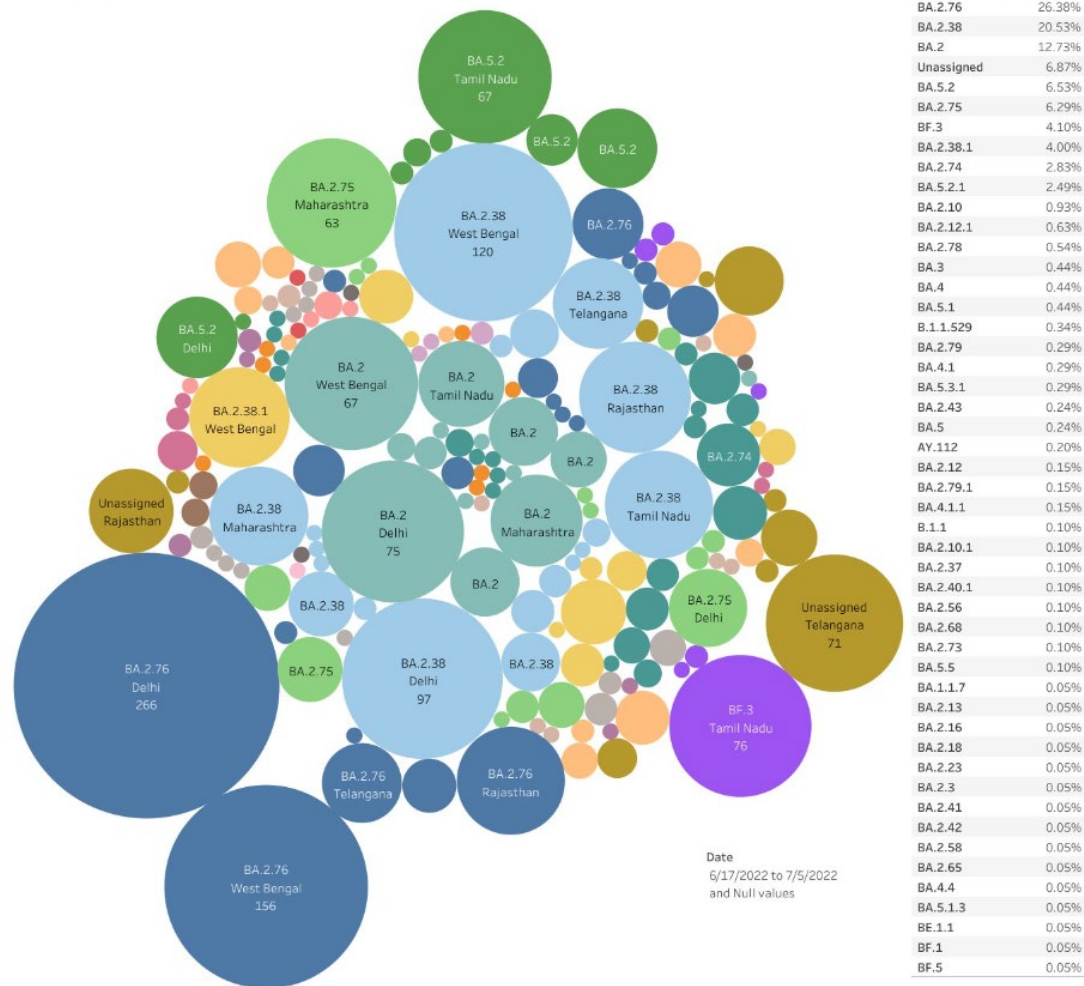 BA.5.2
Tamil Nadu
67
BA.5.2
BA.5.2
BA.2.75
Maharashtra
63
BA.2.38
West Bengal
120
BA.2.76
BA.2.38
Telangana
BA.5.2
Delhi
BA.2
West Bengal
67
BA.2
Tamil Nadu
BA.2.38
Rajasthan
BA.2.38.1
West Bengal
BA.2
BA.2
BA.2.74
Unassigned
Rajasthan
BA.2.38
Maharashtra
BA.2
Delhi
75
BA.2
Maharashtra
BA.2.38
Tamil Nadu
BA.2
BA.2.38
BA.2.75
Delhi
Unassigned
Telangana
71
BA.2.76
Delhi
266
BA.2.75
BA.2.38
Delhi
97
BA.2.38
BF.3
Tamil Nadu
76
BA.2.76
Telangana
BA.2.76
Rajasthan
BA.2.76
West Bengal
156
Date
6/17/2022 to 7/5/2022
and Null values
BA.2.76 26.38%
BA.2.38 20.53%
BA.2 12.73%
Unassigned 6.87%
BA.5.2 6.53%
BA.2.75 6.29%
BF.3 4.10%
BA.2.38.1 4.00%
BA.2.74 2.83%
BA.5.2.1 2.49%
BA.2.10 0.93%
BA.2.12.1 0.63%
BA.2.78 0.54%
BA.3 0.44%
BA.4 0.44%
BA.5.1 0.44%
B.1.1.529 0.34%
BA.2.79 0.29%
BA.4.1 0.29%
BA.5.3.1 0.29%
BA.2.43 0.24%
BA.5 0.24%
AY.112 0.20%
BA.2.12 0.15%
BA.2.79.1 0.15%
BA.4.1.1 0.15%
B.1.1 0.10%
BA.2.10.1 0.10%
BA.2.37 0.10%
BA.2.40.1 0.10%
BA.2.56 0.10%
BA.2.68 0.10%
BA.2.73 0.10%
BA.5.5 0.10%
BA.1.1.7 0.05%
BA.2.13 0.05%
BA.2.16 0.05%
BA.2.18 0.05%
BA.2.23 0.05%
BA.2.3 0.05%
BA.2.41 0.05%
BA.2.42 0.05%
BA.2.58 0.05%
BA.2.65 0.05%
BA.4.4 0.05%
BA.5.1.3 0.05%
BE.1.1 0.05%
BF.1 0.05%
BF.5 0.05%